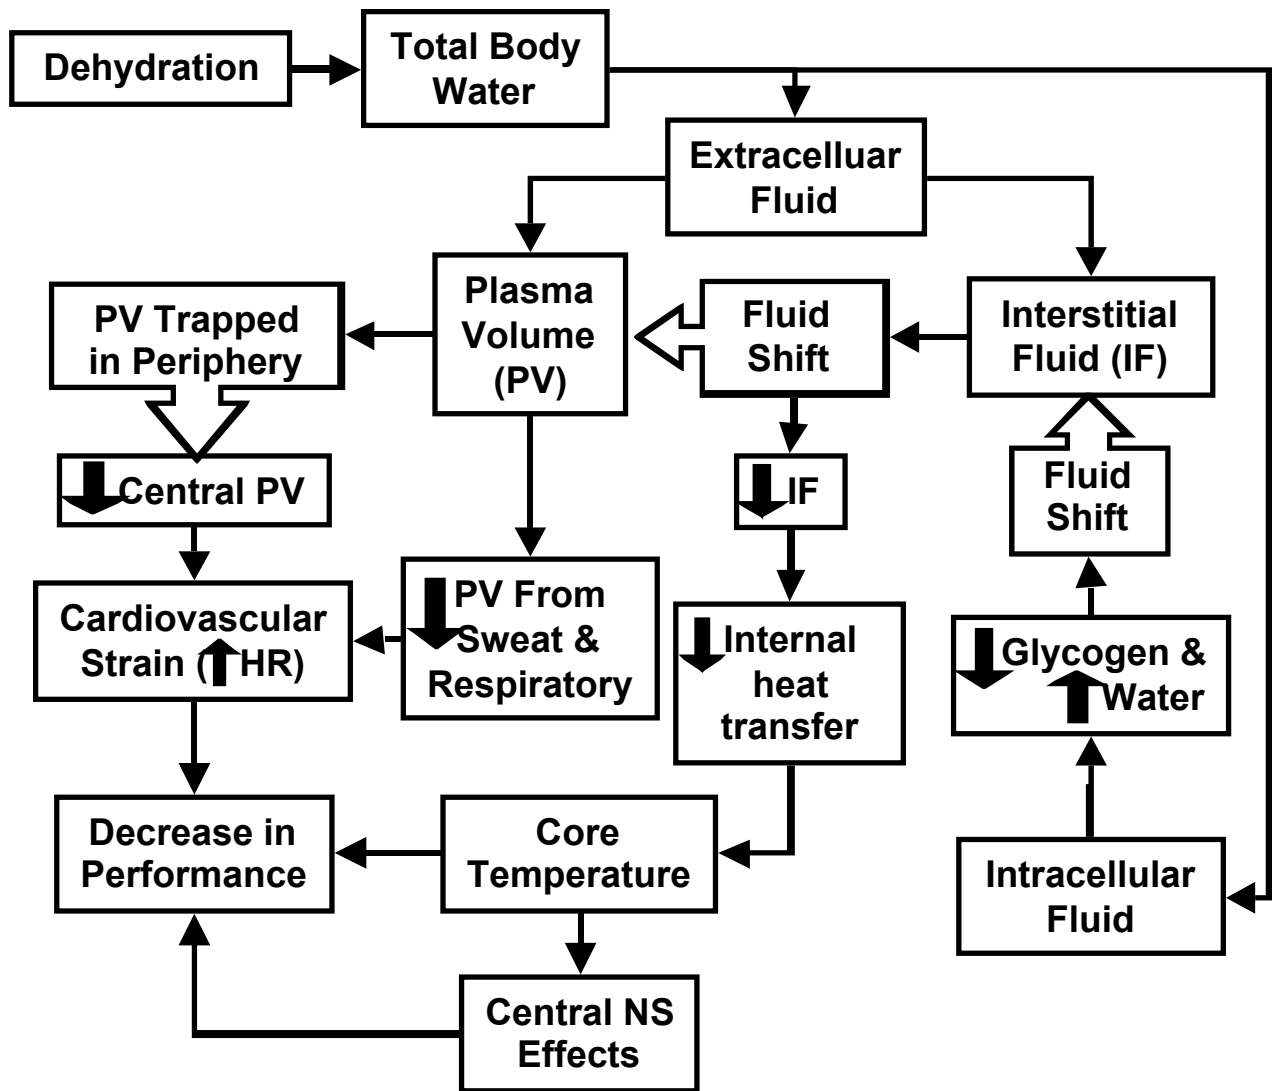 Dehydration
Total Body
Water
Extracelluar
Fluid
Plasma
Volume
(PV)
Fluid
Shift
Interstitial
Fluid (IF)
PV Trapped
in Periphery
Central PV
IF
Fluid
Shift
Cardiovascular
Strain (HR)
PV From
Sweat &
Respiratory
Internal
heat
transfer
Glycogen &
Water
Decrease in
Performance
Core
Temperature
Intracellular
Fluid
Central NS
Effects